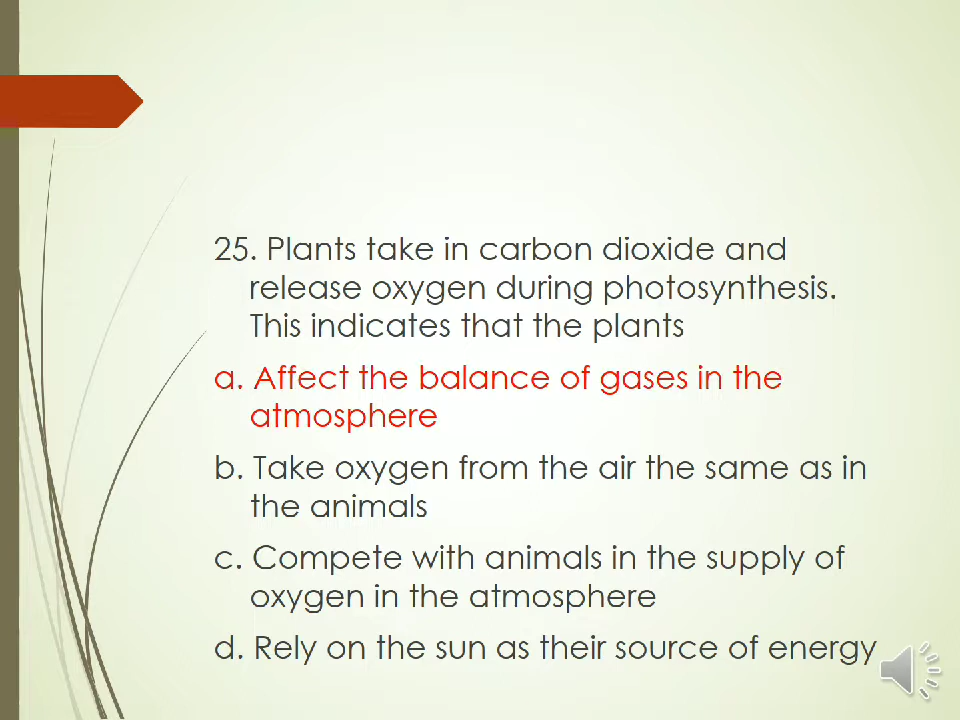 25. Plants take in carbon dioxide and
release oxygen during photosynthesis.
This indicates that the plants
a. Affect the balance of gases in the
atmosphere
b. Take oxygen from the air the same as in
the animals
c. Compete with animals in the supply of
oxygen in the atmosphere
d. Rely on the sun as their source of energy